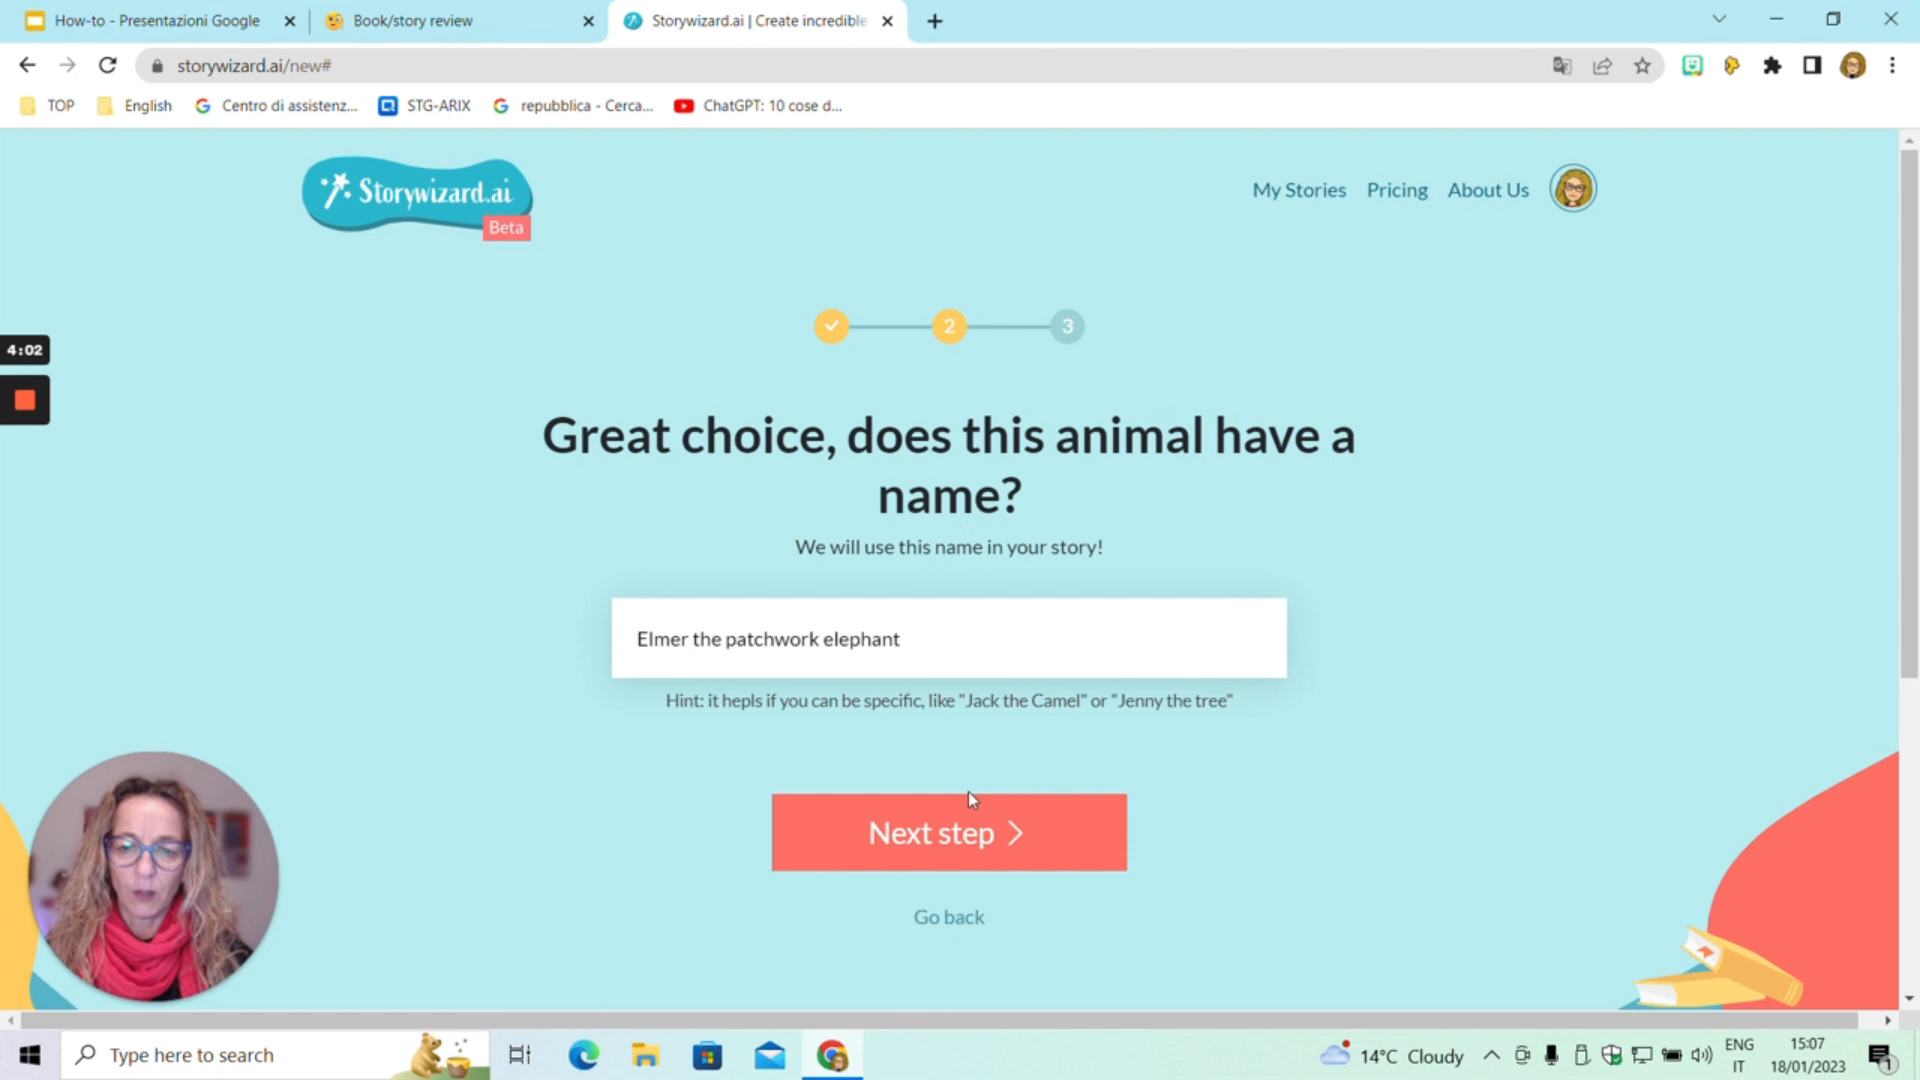 How-to - Presentazioni Google
Book/story review
Storywizard.ai | Create incredible
storywizard.ai/new#
TOP
English
Centro di assistenz...
STG-ARIX
repubblica - Cerca...
ChatGPT: 10 cose d...
Storywizard.ai
Beta
My Stories
Pricing
About Us
2
3
4:02
Great choice, does this animal have a
name?
We will use this name in your story!
Elmer the patchwork elephant
Hint: it hepls if you can be specific, like "Jack the Camel" or "Jenny the tree"
Next step
Go back
Type here to search
14°C Cloudy
ENG
IT
15:07
18/01/2023
1